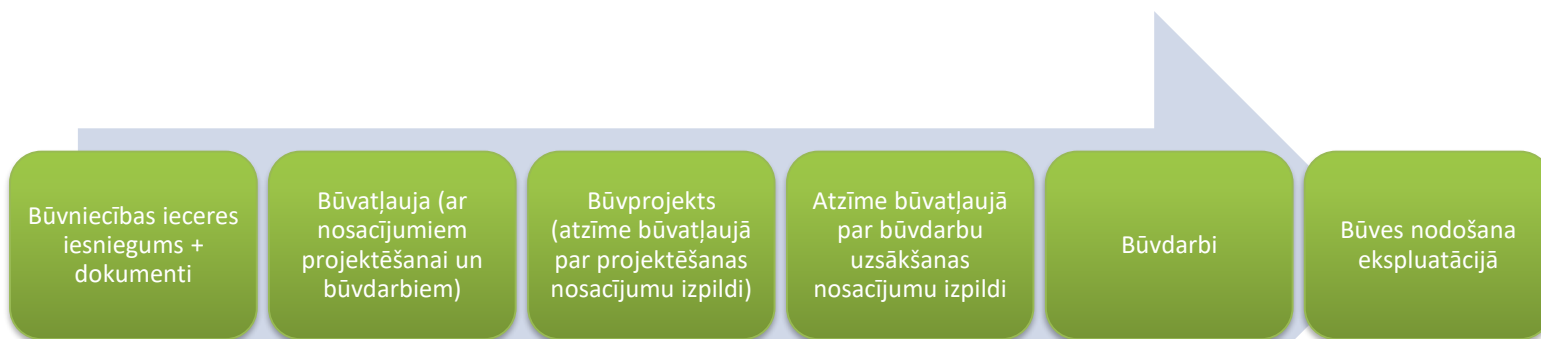 Būvniecības ieceres
iesniegums +
dokumenti
Būvatļauja (ar
nosacījumiem
projektēšanai un
būvdarbiem)
Būvprojekts
(atzīme būvatļaujā
par projektēšanas
nosacījumu izpildi)
Atzīme būvatļaujā
par būvdarbu
uzsākšanas
nosacījumu izpildi
Būvdarbi
Būves nodošana
ekspluatācijā